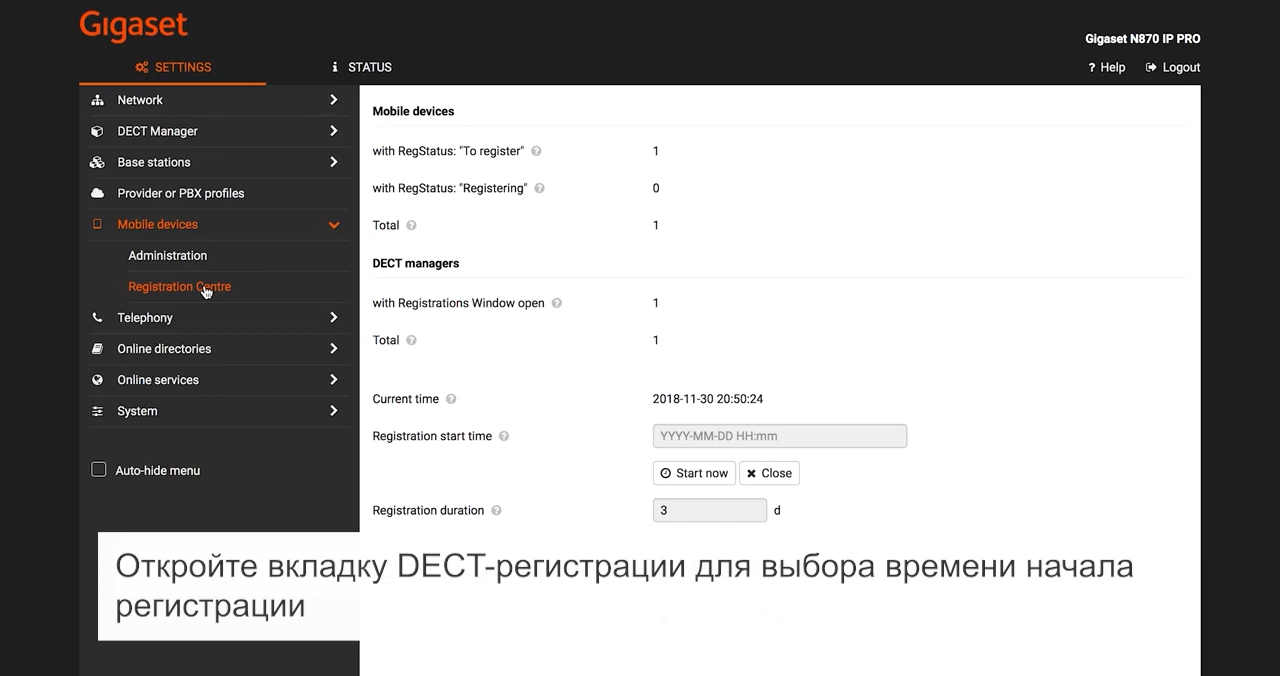 Gigaset
Gigaset N870 IP PRO
SETTINGS
STATUS
? Help
Logout
Network
DECT Manager
Base stations
Provider or PBX profiles
Mobile devices
Administration
Registration Centre
Telephony
Online directories
Online services
System
Auto-hide menu
Mobile devices
with RegStatus: "To register" 1
with RegStatus: "Registering" 0
Total 1
DECT managers
with Registrations Window open 1
Total 1
Current time 2018-11-30 20:50:24
Registration start time YYYY-MM-DD HH:mm
Start now Close
Registration duration 3 d
Откройте вкладку DECT-регистрации для выбора времени начала
регистрации